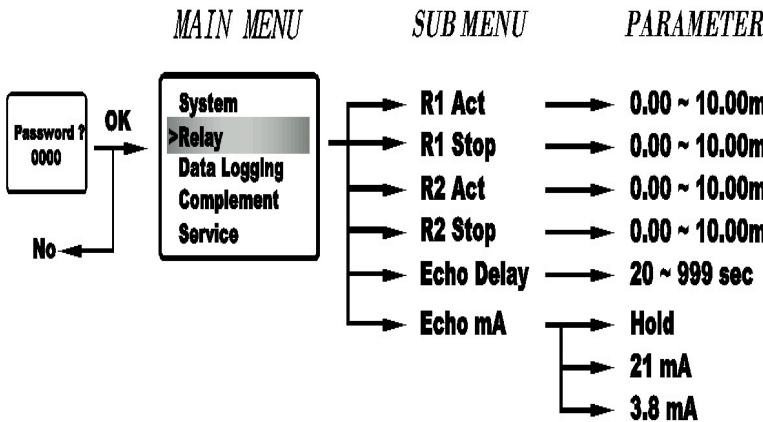 MAIN MENU SUB MENU PARAMETER
Password ?
0000
OK
No
System
>Relay
Data Logging
Complement
Service
R1 Act 0.00 ~ 10.00m
R1 Stop 0.00 ~ 10.00m
R2 Act 0.00 ~ 10.00m
R2 Stop 0.00 ~ 10.00m
Echo Delay 20 ~ 999 sec
Echo mA Hold
21 mA
3.8 mA